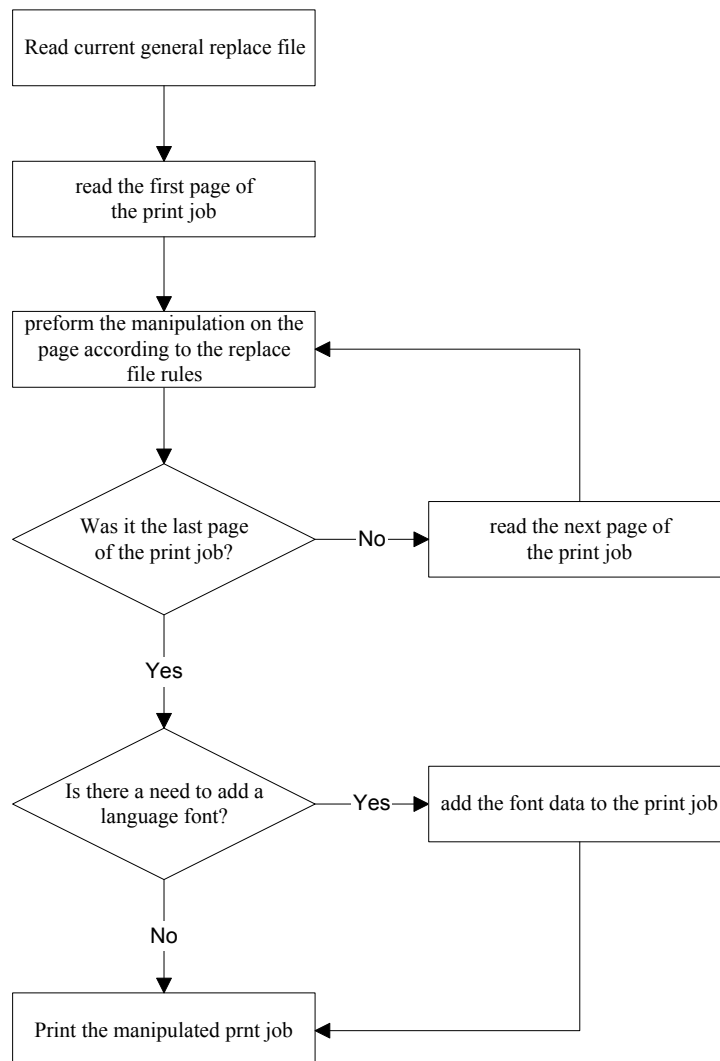 Read current general replace file
read the first page of
the print job
preform the manipulation on the
page according to the replace
file rules
Was it the last page
of the print job?
No
read the next page of
the print job
Yes
Is there a need to add a
language font?
Yes
add the font data to the print job
No
Print the manipulated prnt job